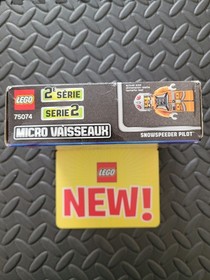 LEGO
75074
2e SÉRIE
SERIE 2
MICRO VAISSEAUX
SNOWSPEEDER PILOT
LEGO
NEW!